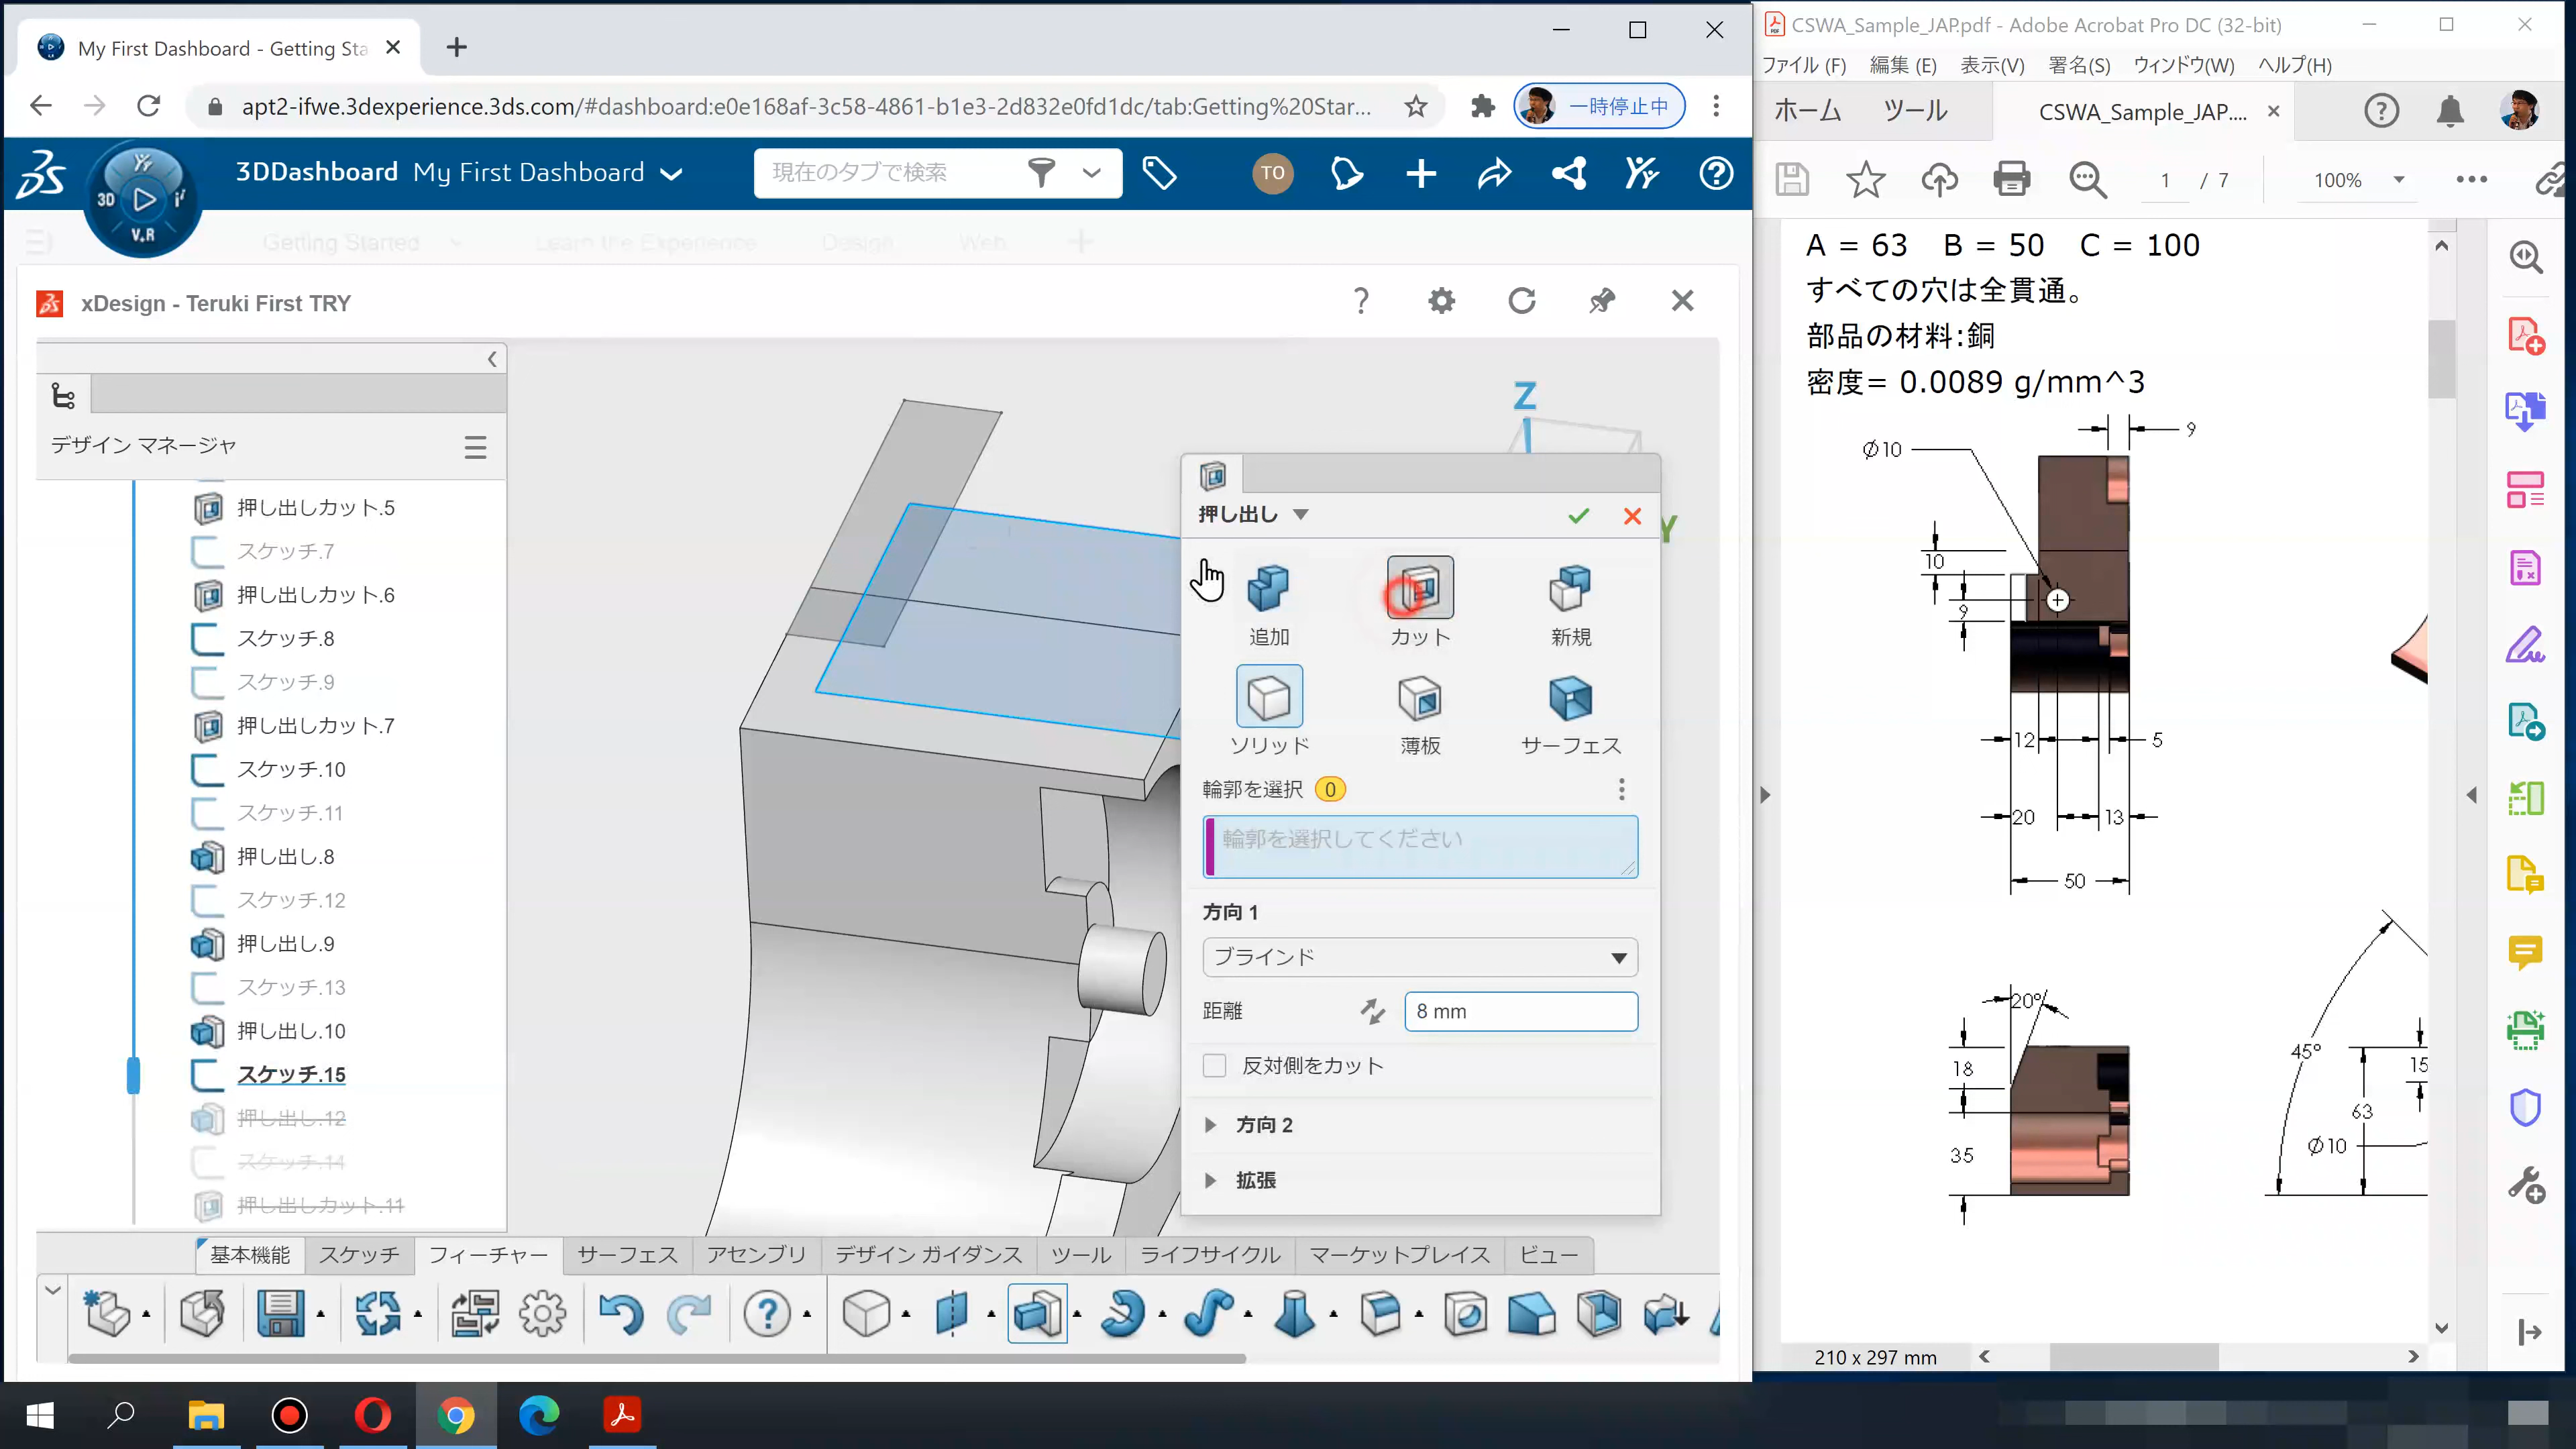 My First Dashboard - Getting Sta
apt2-ifwe.3dexperience.3ds.com/#dashboard:e0e168af-3c58-4861-b1e3-2d832e0fd1dc/tab:Getting%20Star...
一時停止中
3DDashboard My First Dashboard
現在のタブで検索
TO
3D
V.R
Getting Started
Learn the Experience
Design
Web
xDesign - Teruki First TRY
デザイン マネージャ
押し出しカット.5
スケッチ.7
押し出しカット.6
スケッチ.8
スケッチ.9
押し出しカット.7
スケッチ.10
スケッチ.11
押し出し.8
スケッチ.12
押し出し.9
スケッチ.13
押し出し.10
スケッチ.15
押し出し.12
スケッチ.14
押し出しカット.11
Z
Y
押し出し
追加
カット
新規
ソリッド
薄板
サーフェス
輪郭を選択 0
輪郭を選択してください
方向 1
ブラインド
距離
8 mm
反対側をカット
方向 2
拡張
基本機能
スケッチ
フィーチャー
サーフェス
アセンブリ
デザイン ガイダンス
ツール
ライフサイクル
マーケットプレイス
ビュー
CSWA_Sample_JAP.pdf - Adobe Acrobat Pro DC (32-bit)
ファイル (F)
編集 (E)
表示(V)
署名(S)
ウィンドウ(W)
ヘルプ(H)
ホーム
ツール
CSWA_Sample_JAP....
1 / 7
100%
A = 63 B = 50 C = 100
すべての穴は全貫通。
部品の材料:銅
密度= 0.0089 g/mm^3
9
Ø10
10
9
12
5
20
13
50
20°
18
35
45°
15
63
Ø10
210 x 297 mm